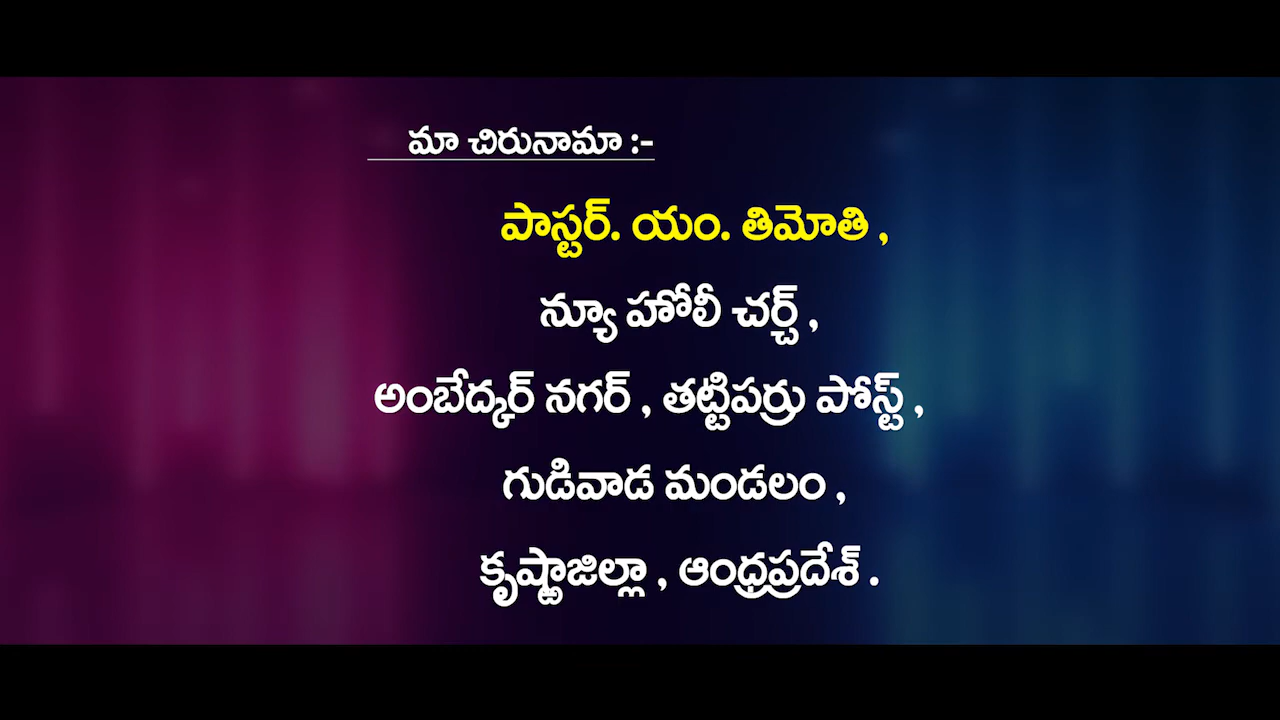 మా చిరునామా :-
పాస్టర్. యం. తిమోతి ,
న్యూ హోలీ చర్చ్ ,
అంబేద్కర్ నగర్ , తట్టిపర్రు పోస్ట్ ,
గుడివాడ మండలం ,
కృష్ణాజిల్లా , ఆంధ్రప్రదేశ్ .